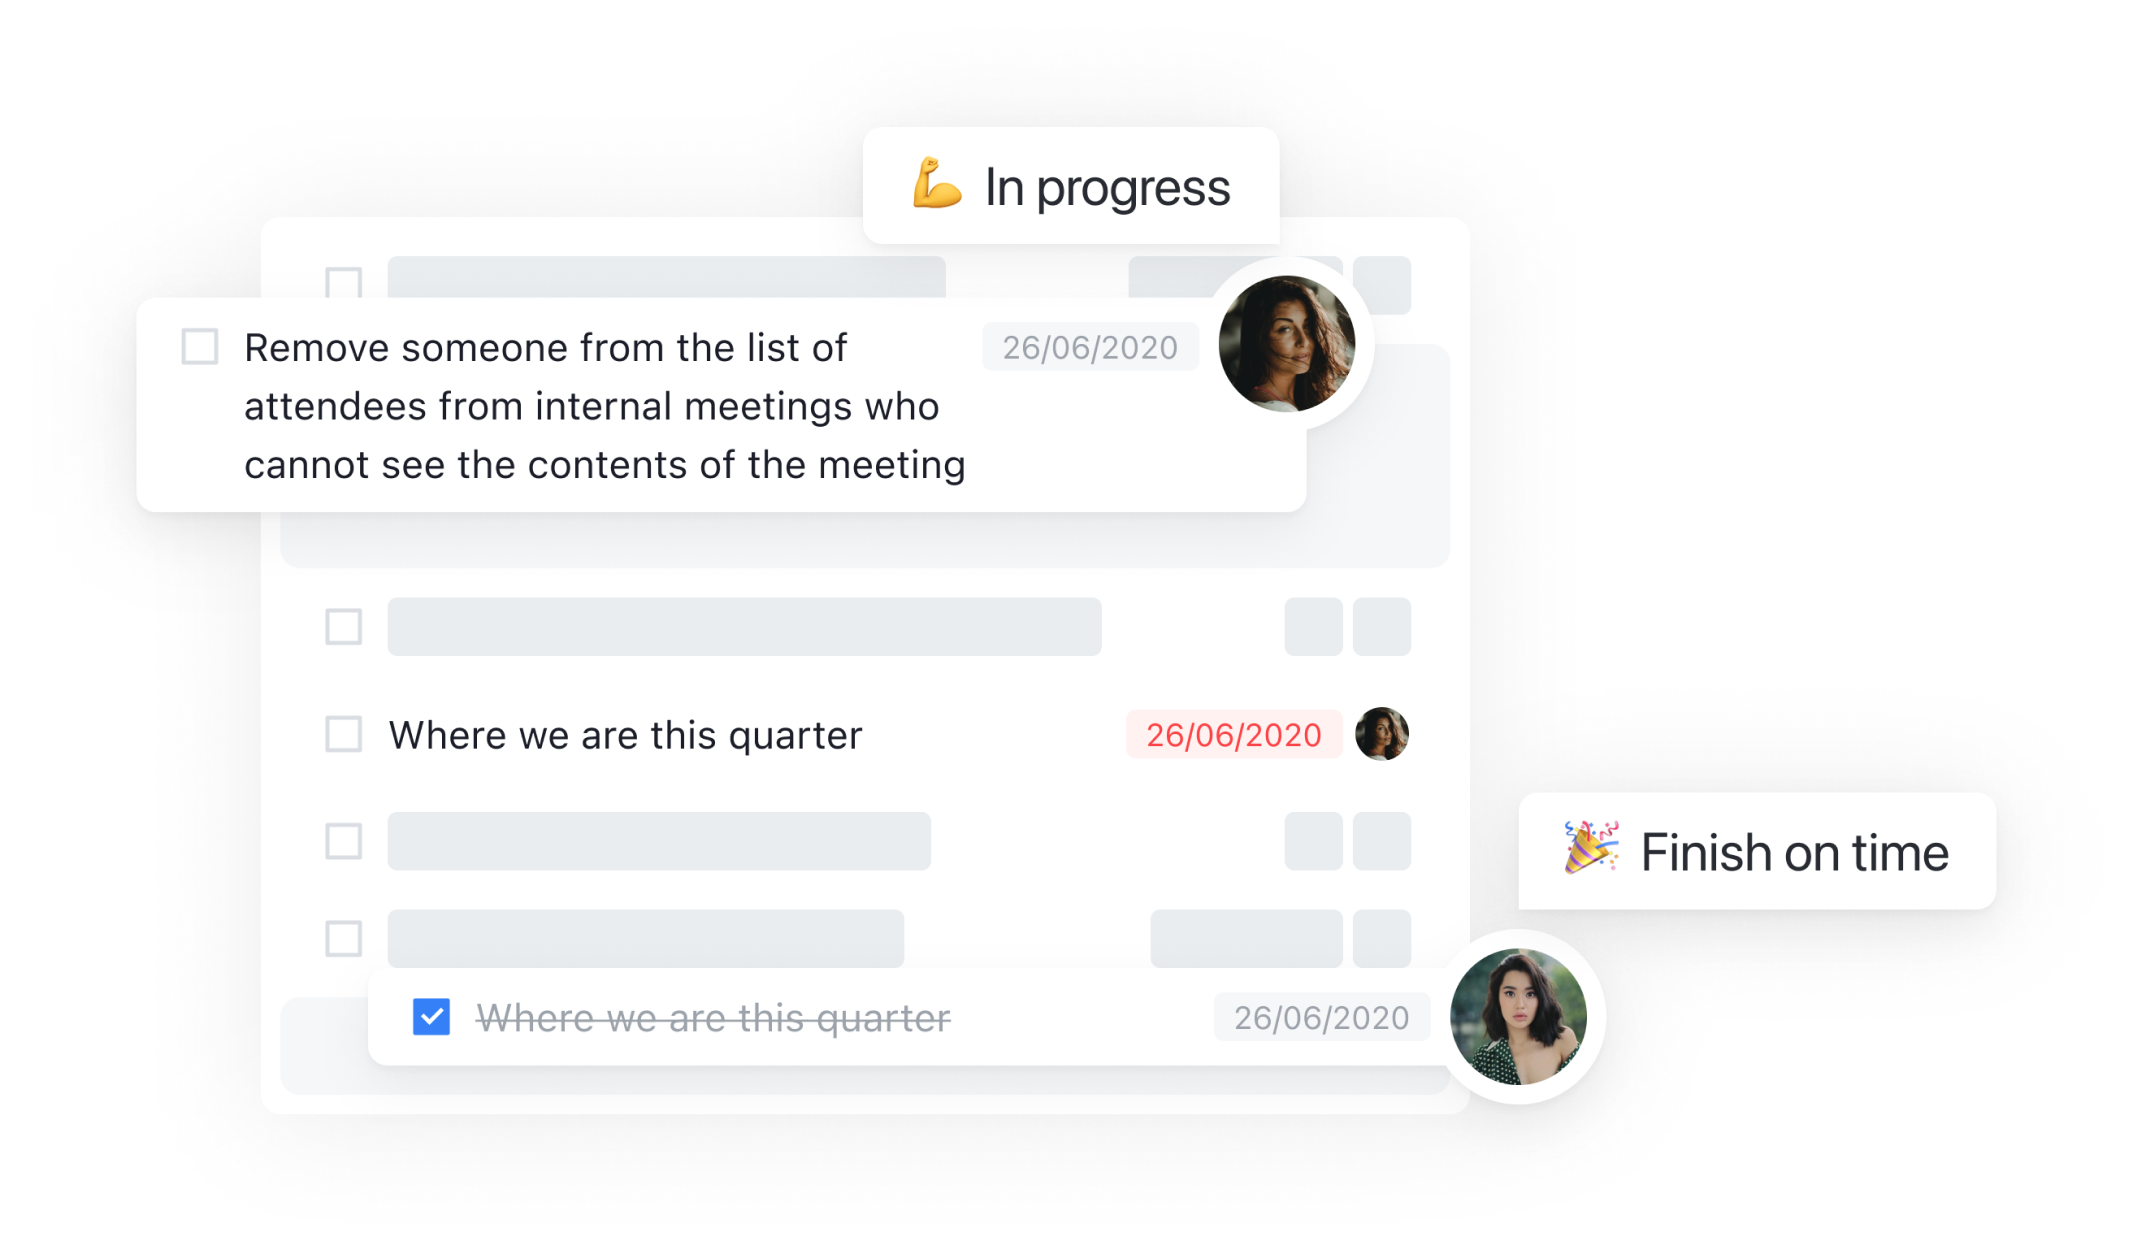 💪 In progress
Remove someone from the list of
attendees from internal meetings who
cannot see the contents of the meeting
26/06/2020
Where we are this quarter
26/06/2020
🎉 Finish on time
Where we are this quarter
26/06/2020